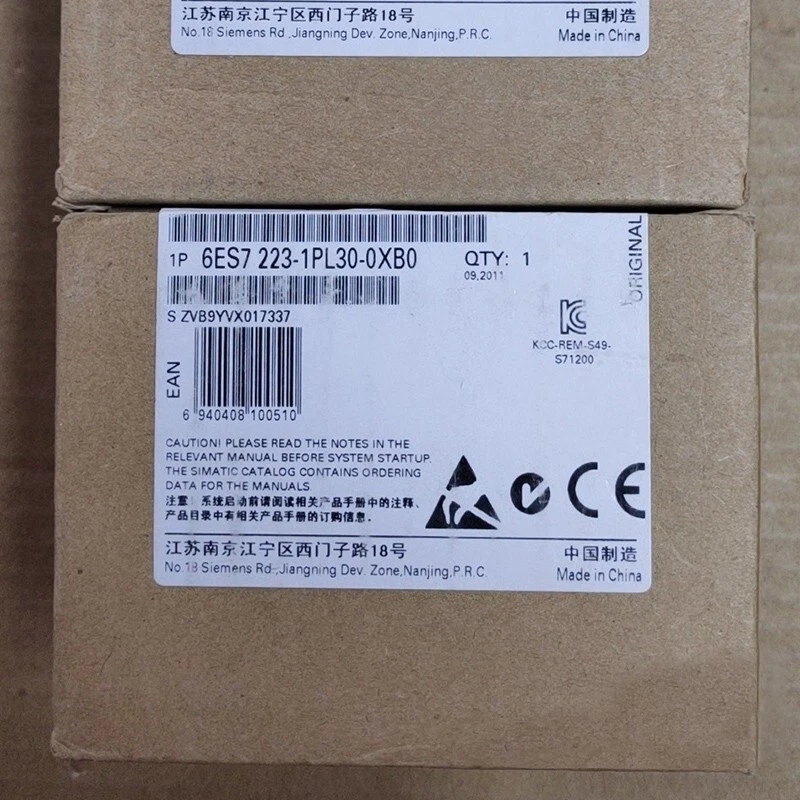 江苏南京江宁区西门子路18号
中国制造
No.18 Siemens Rd.,Jiangning Dev. Zone,Nanjing,P.R.C.
Made in China
1P 6ES7 223-1PL30-0XB0
QTY: 1
09,2011
ORIGINAL
S ZVB9YVX017337
KCC-REM-S49-
S71200
EAN
6 940408 100510
CAUTION! PLEASE READ THE NOTES IN THE
RELEVANT MANUAL BEFORE SYSTEM STARTUP.
THE SIMATIC CATALOG CONTAINS ORDERING
DATA FOR THE MANUALS
注意：系统启动前请阅读相关产品手册中的注释,
产品目录中有相关产品手册的订购信息.
CE
江苏南京江宁区西门子路18号
中国制造
No.18 Siemens Rd.,Jiangning Dev. Zone,Nanjing,P.R.C.
Made in China